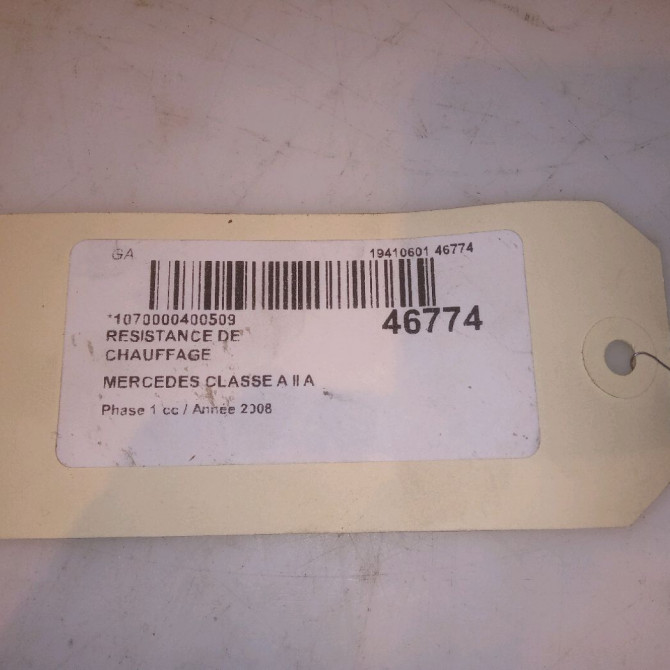 GA
19410601 46774
*1070000400509
46774
RESISTANCE DE
CHAUFFAGE
MERCEDES CLASSE A II A
Phase 1 cc / Année 2008